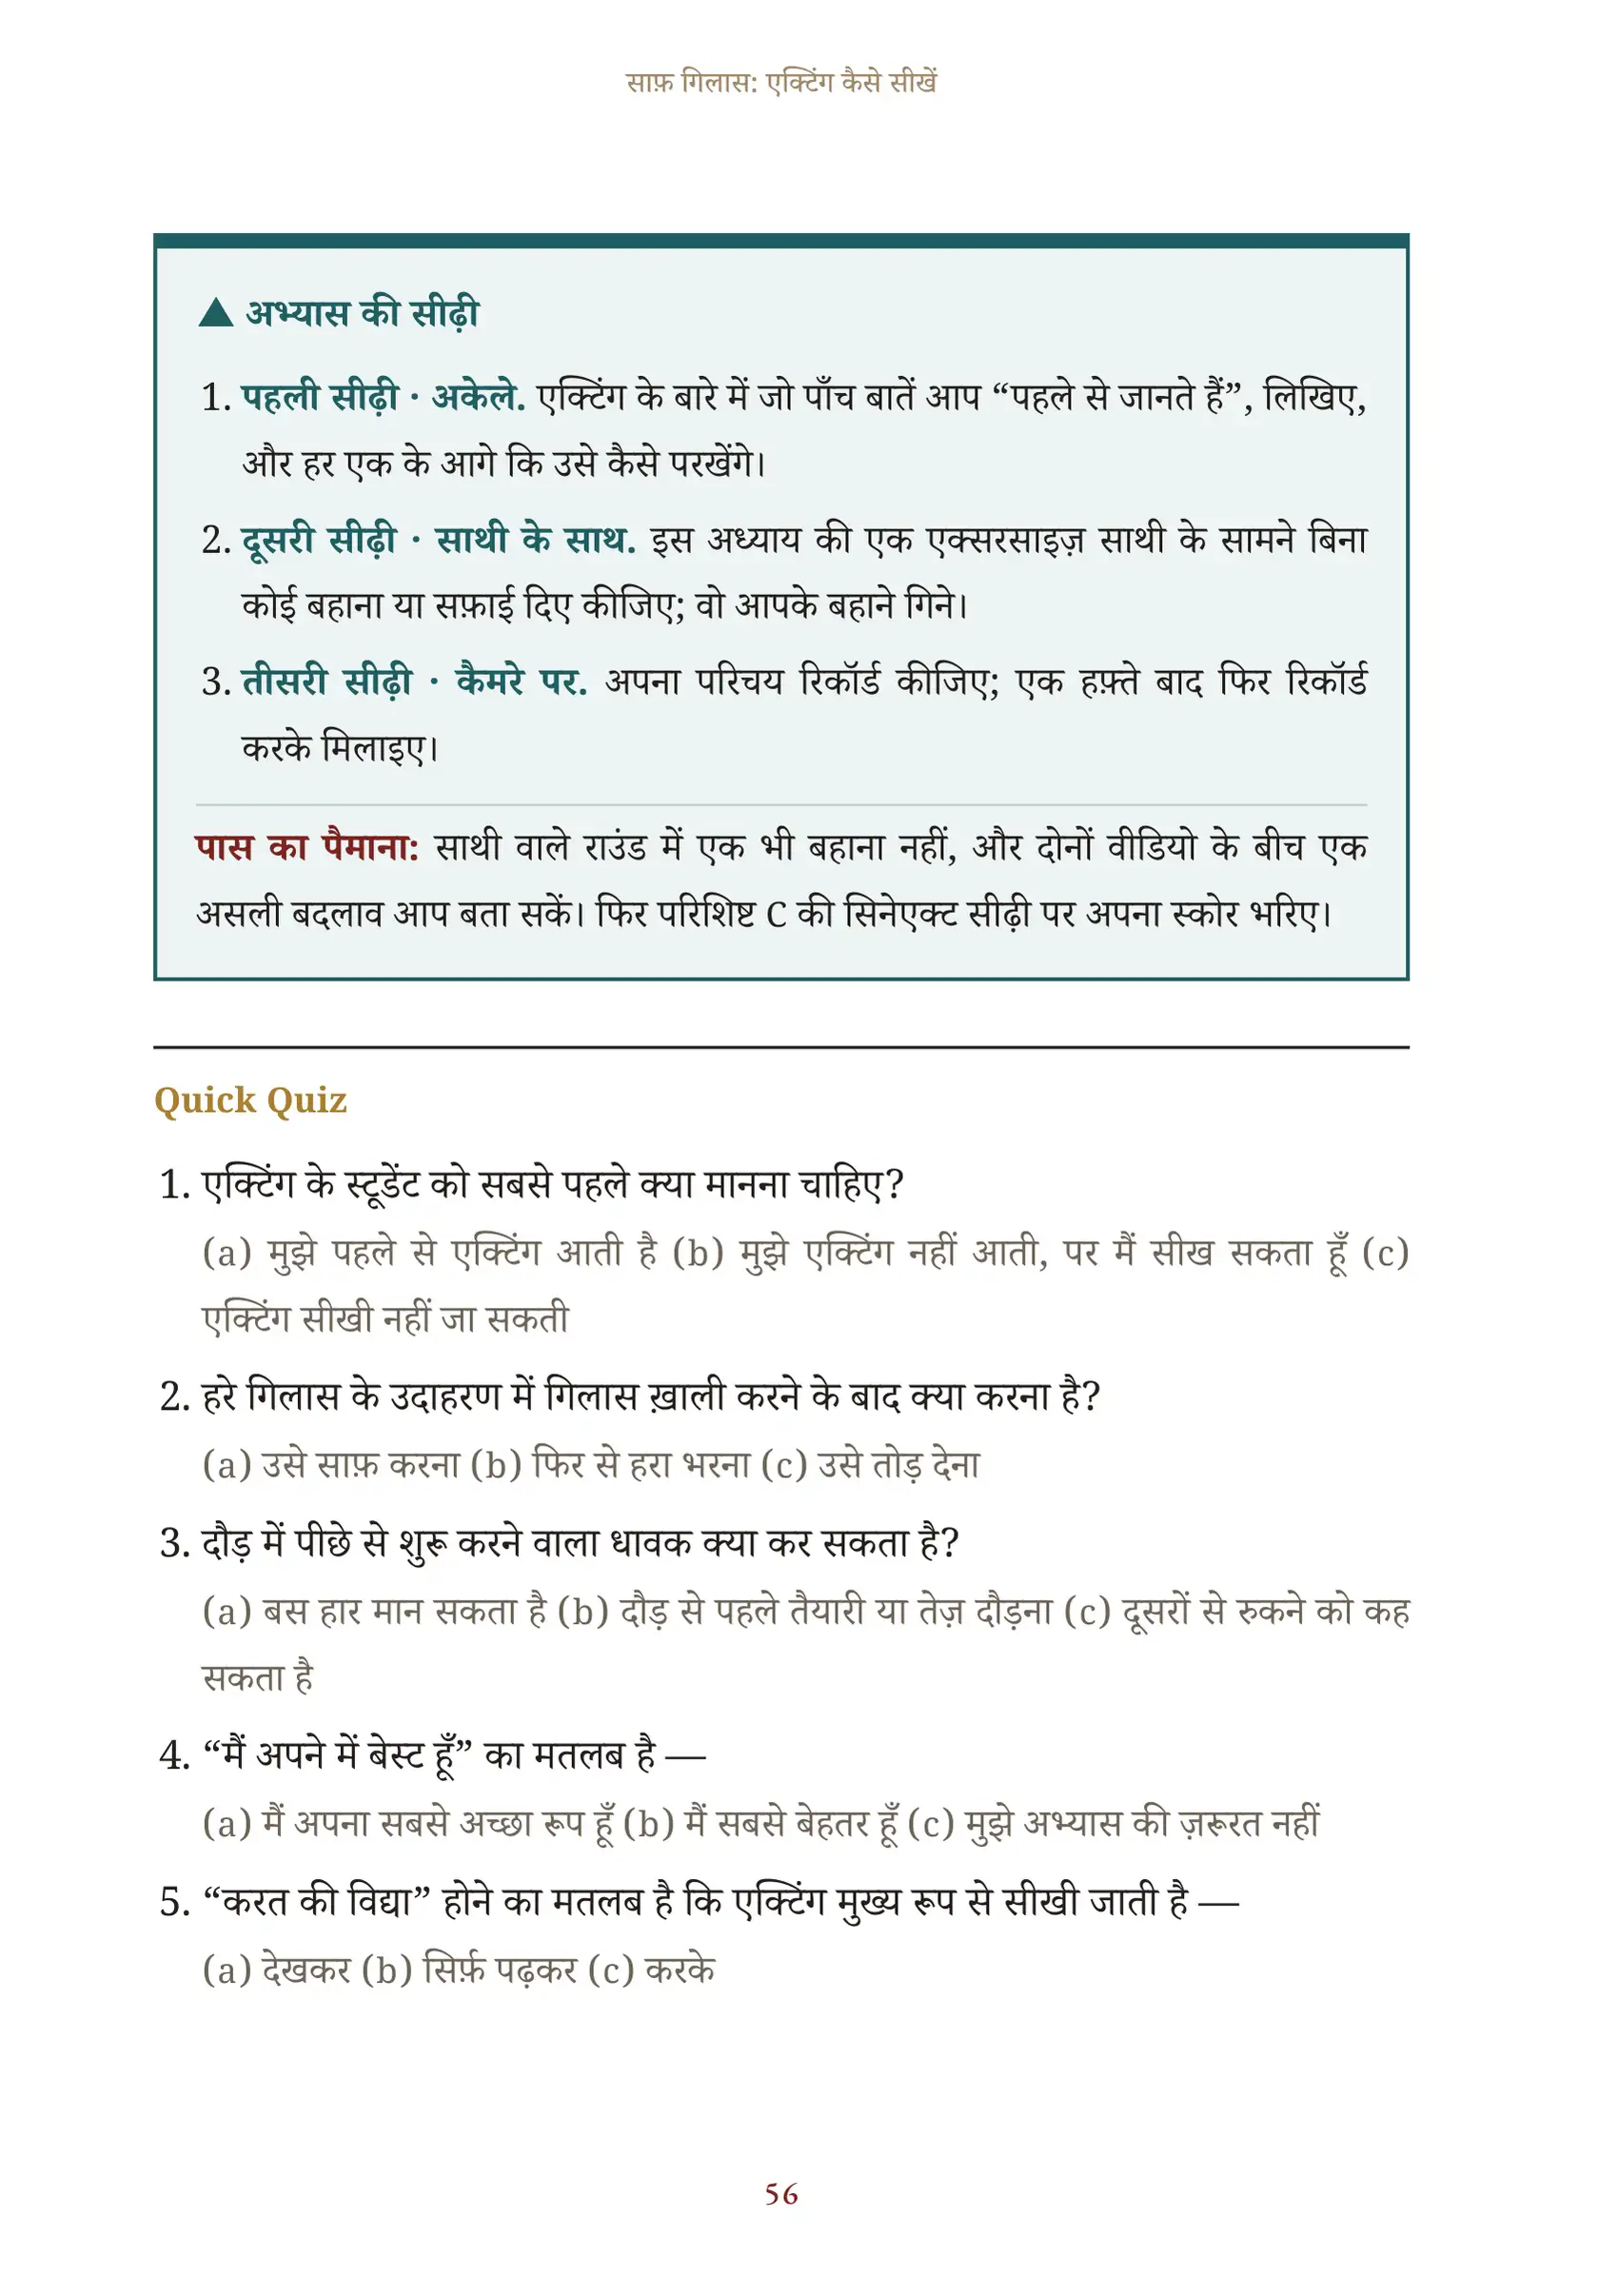 साफ़ गिलास: एक्टिंग कैसे सीखें
▲ अभ्यास की सीढ़ी
1. पहली सीढ़ी · अकेले. एक्टिंग के बारे में जो पाँच बातें आप “पहले से जानते हैं”, लिखिए,
और हर एक के आगे कि उसे कैसे परखेंगे।
2. दूसरी सीढ़ी · साथी के साथ. इस अध्याय की एक एक्सरसाइज़ साथी के सामने बिना
कोई बहाना या सफ़ाई दिए कीजिए; वो आपके बहाने गिने।
3. तीसरी सीढ़ी · कैमरे पर. अपना परिचय रिकॉर्ड कीजिए; एक हफ़्ते बाद फिर रिकॉर्ड
करके मिलाइए।
पास का पैमाना: साथी वाले राउंड में एक भी बहाना नहीं, और दोनों वीडियो के बीच एक
असली बदलाव आप बता सकें। फिर परिशिष्ट C की सिनेएक्ट सीढ़ी पर अपना स्कोर भरिए।
Quick Quiz
1. एक्टिंग के स्टूडेंट को सबसे पहले क्या मानना चाहिए?
(a) मुझे पहले से एक्टिंग आती है (b) मुझे एक्टिंग नहीं आती, पर मैं सीख सकता हूँ (c)
एक्टिंग सीखी नहीं जा सकती
2. हरे गिलास के उदाहरण में गिलास ख़ाली करने के बाद क्या करना है?
(a) उसे साफ़ करना (b) फिर से हरा भरना (c) उसे तोड़ देना
3. दौड़ में पीछे से शुरू करने वाला धावक क्या कर सकता है?
(a) बस हार मान सकता है (b) दौड़ से पहले तैयारी या तेज़ दौड़ना (c) दूसरों से रुकने को कह
सकता है
4. “मैं अपने में बेस्ट हूँ” का मतलब है —
(a) मैं अपना सबसे अच्छा रूप हूँ (b) मैं सबसे बेहतर हूँ (c) मुझे अभ्यास की ज़रूरत नहीं
5. “करत की विद्या” होने का मतलब है कि एक्टिंग मुख्य रूप से सीखी जाती है —
(a) देखकर (b) सिर्फ़ पढ़कर (c) करके
56